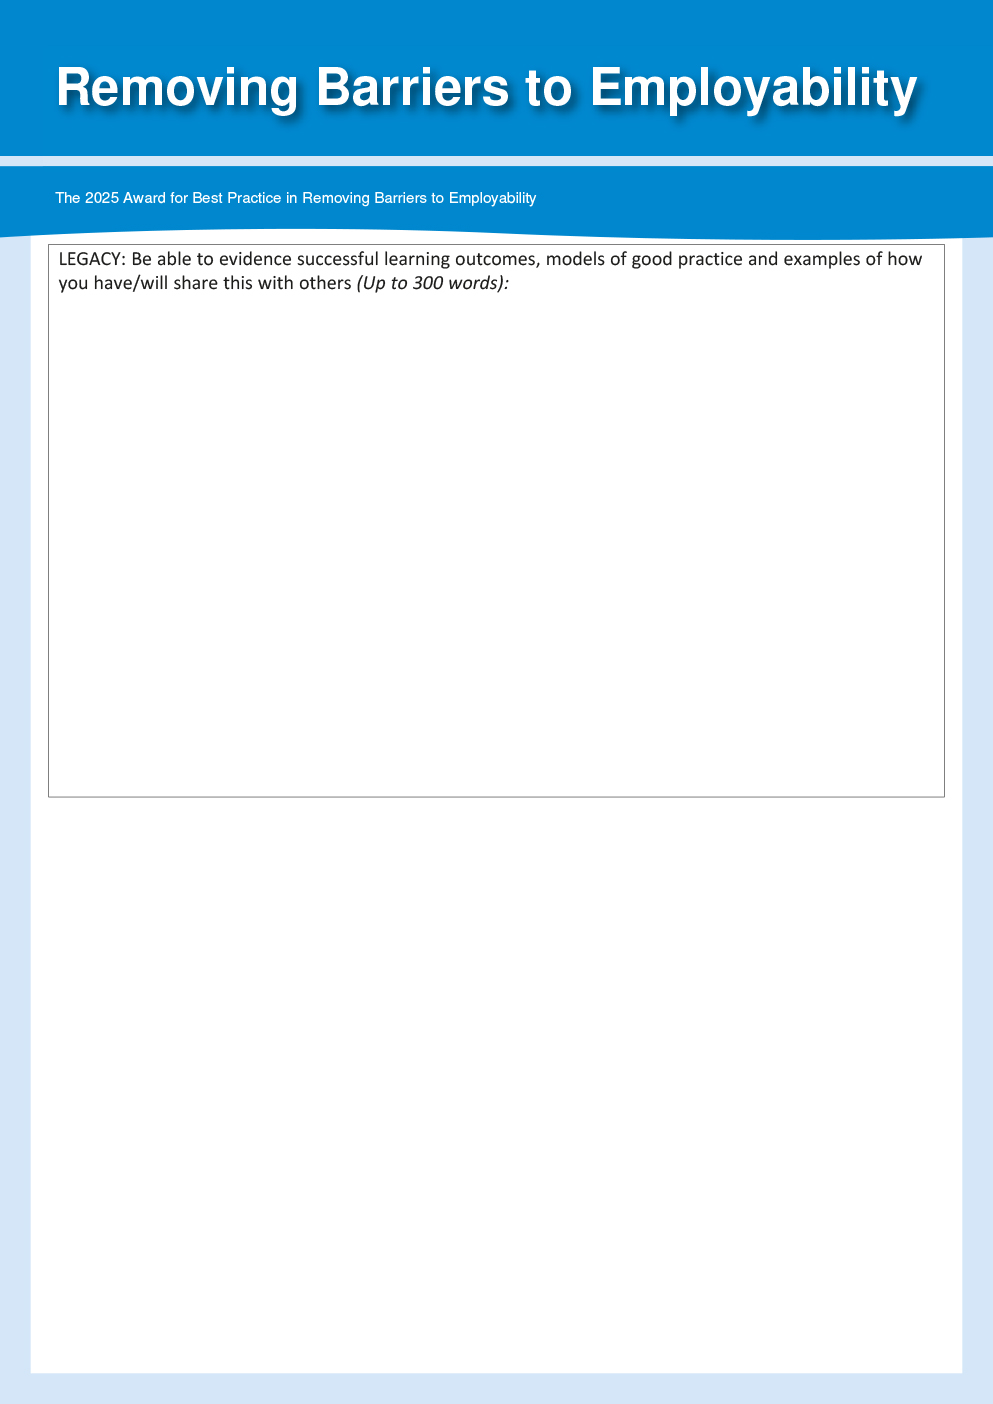 Removing Barriers to Employability
The 2025 Award for Best Practice in Removing Barriers to Employability
LEGACY: Be able to evidence successful learning outcomes, models of good practice and examples of how
you have/will share this with others (Up to 300 words):